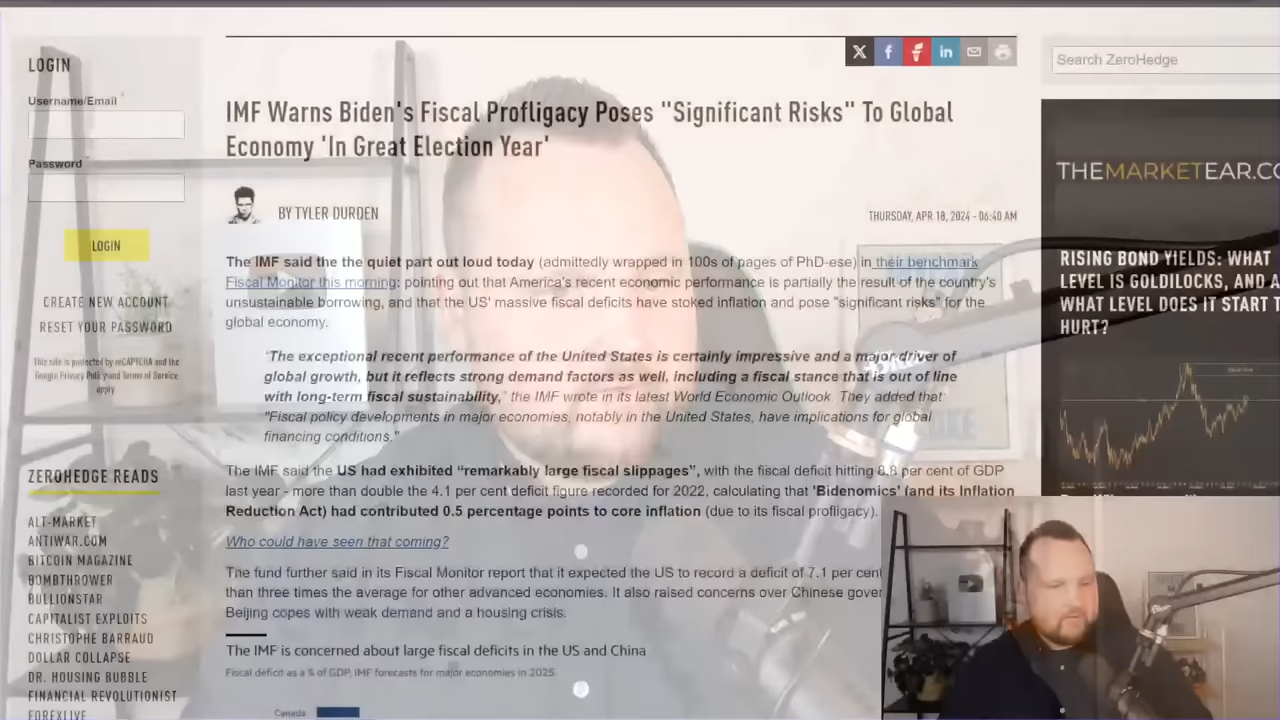 LOGIN
Username/Email *
Password *
LOGIN
CREATE NEW ACCOUNT
RESET YOUR PASSWORD
This site is protected by reCAPTCHA and the
Google Privacy Policy and Terms of Service
apply
ZEROHEDGE READS
ALT-MARKET
ANTIWAR.COM
BITCOIN MAGAZINE
BOMBTHROWER
BULLIONSTAR
CAPITALIST EXPLOITS
CHRISTOPHE BARRAUD
DOLLAR COLLAPSE
DR. HOUSING BUBBLE
FINANCIAL REVOLUTIONIST
FOREXLIVE
IMF Warns Biden's Fiscal Profligacy Poses "Significant Risks" To Global
Economy 'In Great Election Year'
BY TYLER DURDEN
THURSDAY, APR 18, 2024 - 06:40 AM
The IMF said the the quiet part out loud today (admittedly wrapped in 100s of pages of PhD-ese) in their benchmark
Fiscal Monitor this morning: pointing out that America's recent economic performance is partially the result of the country's
unsustainable borrowing, and that the US' massive fiscal deficits have stoked inflation and pose "significant risks" for the
global economy.
"The exceptional recent performance of the United States is certainly impressive and a major driver of
global growth, but it reflects strong demand factors as well, including a fiscal stance that is out of line
with long-term fiscal sustainability," the IMF wrote in its latest World Economic Outlook. They added that:
"Fiscal policy developments in major economies, notably in the United States, have implications for global
financing conditions."
The IMF said the US had exhibited “remarkably large fiscal slippages”, with the fiscal deficit hitting 8.8 per cent of GDP
last year - more than double the 4.1 per cent deficit figure recorded for 2022, calculating that 'Bidenomics' (and its Inflation
Reduction Act) had contributed 0.5 percentage points to core inflation (due to its fiscal profligacy).
Who could have seen that coming?
The fund further said in its Fiscal Monitor report that it expected the US to record a deficit of 7.1 per cent
than three times the average for other advanced economies. It also raised concerns over Chinese gover
Beijing copes with weak demand and a housing crisis.
The IMF is concerned about large fiscal deficits in the US and China
Fiscal deficit as a % of GDP, IMF forecasts for major economies in 2025
Canada
Search ZeroHedge
THEMARKETEAR.CO
RISING BOND YIELDS: WHAT
LEVEL IS GOLDILOCKS, AND A
WHAT LEVEL DOES IT START T
HURT?